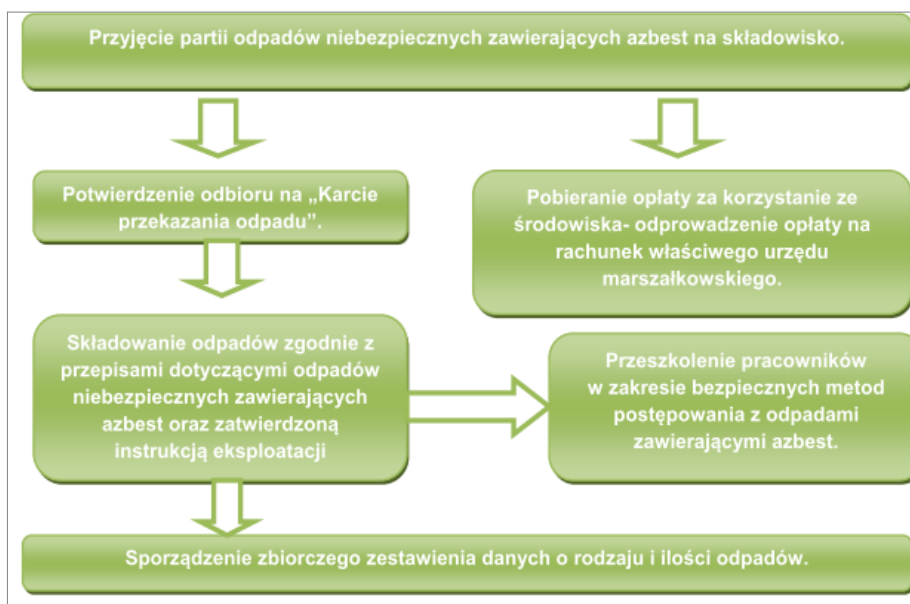 Przyjęcie partii odpadów niebezpiecznych zawierających azbest na składowisko.
Potwierdzenie odbioru na „Karcie
przekazania odpadu”.
Pobieranie opłaty za korzystanie ze
środowiska- odprowadzenie opłaty na
rachunek właściwego urzędu
marszałkowskiego.
Składowanie odpadów zgodnie z
przepisami dotyczącymi odpadów
niebezpiecznych zawierających
azbest oraz zatwierdzoną
instrukcją eksploatacji
Przeszkolenie pracowników
w zakresie bezpiecznych metod
postępowania z odpadami
zawierającymi azbest.
Sporządzenie zbiorczego zestawienia danych o rodzaju i ilości odpadów.